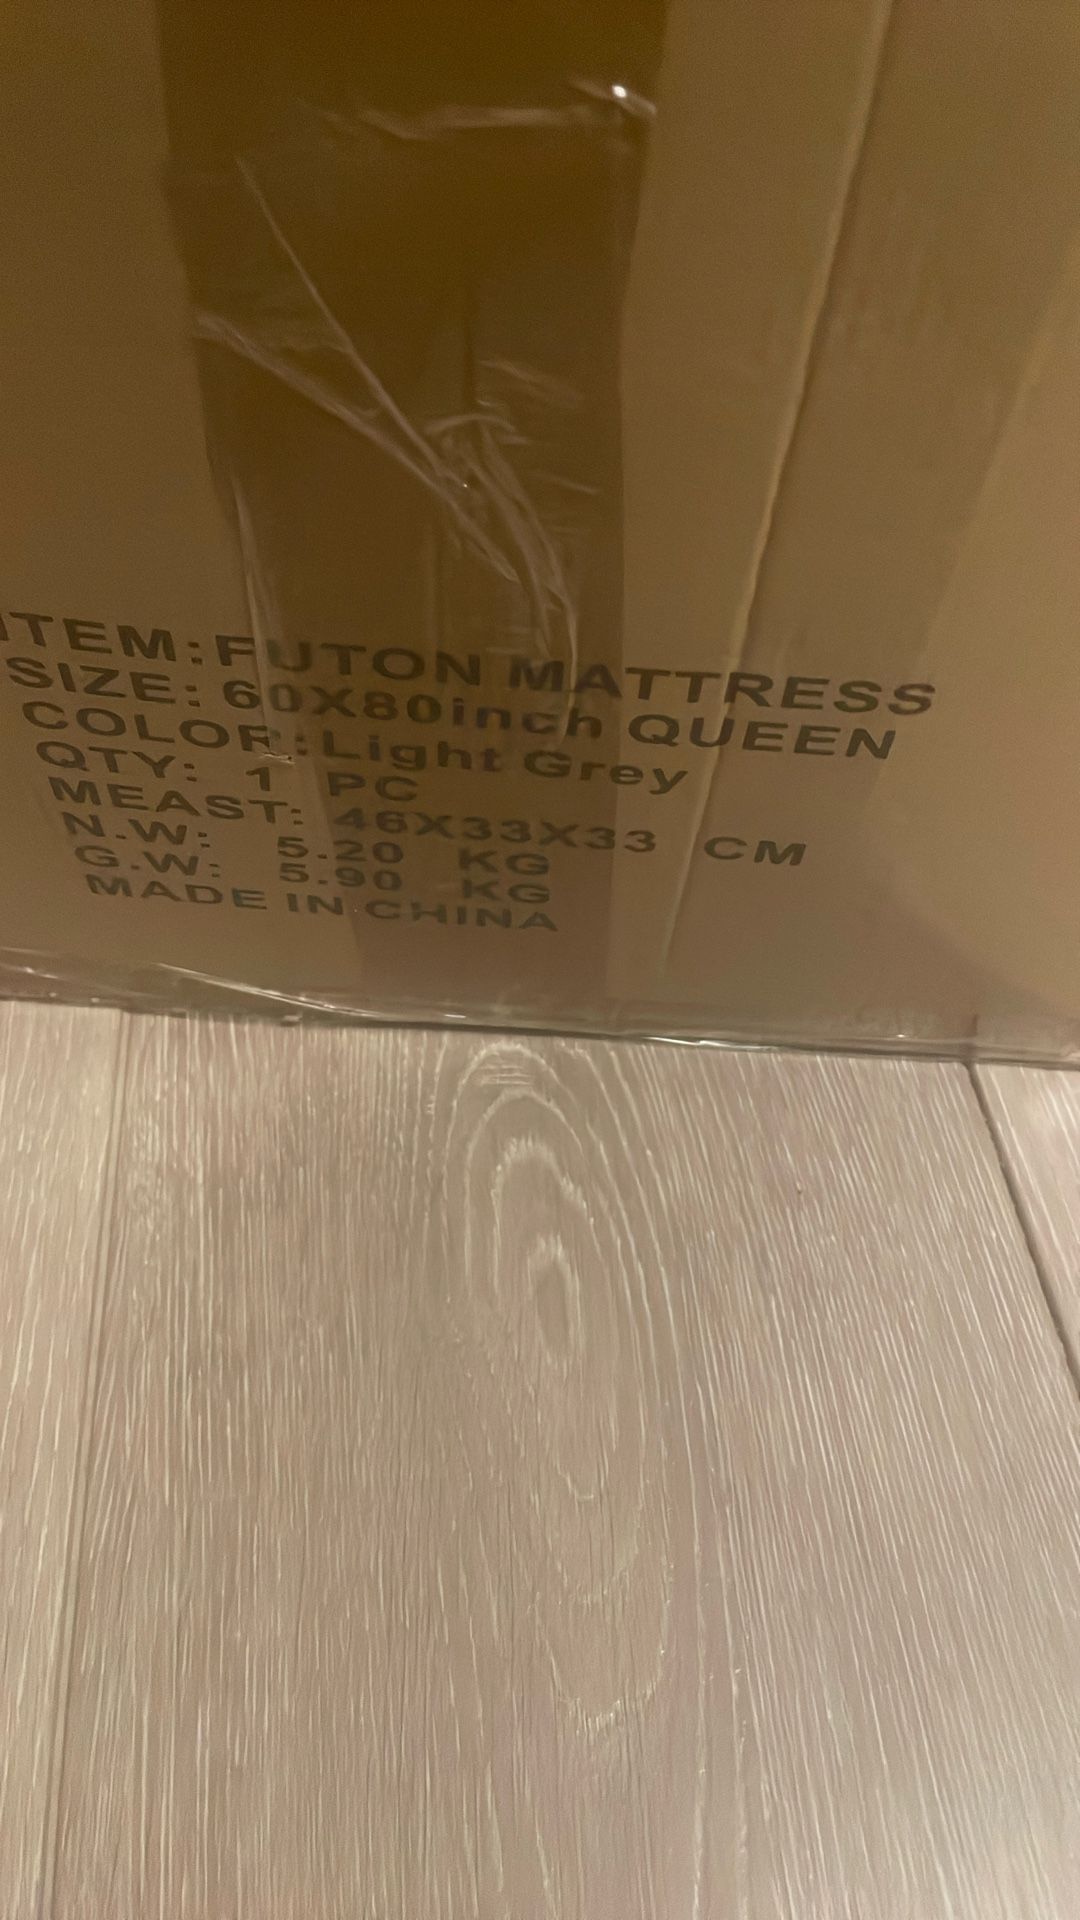 ITEM:FUTON MATTRESS
SIZE: 60X80inch QUEEN
COLOR:Light Grey
QTY: 1 PC
MEAST: 46X33X33 CM
N.W: 5.20 KG
G.W: 5.90 KG
MADE IN CHINA